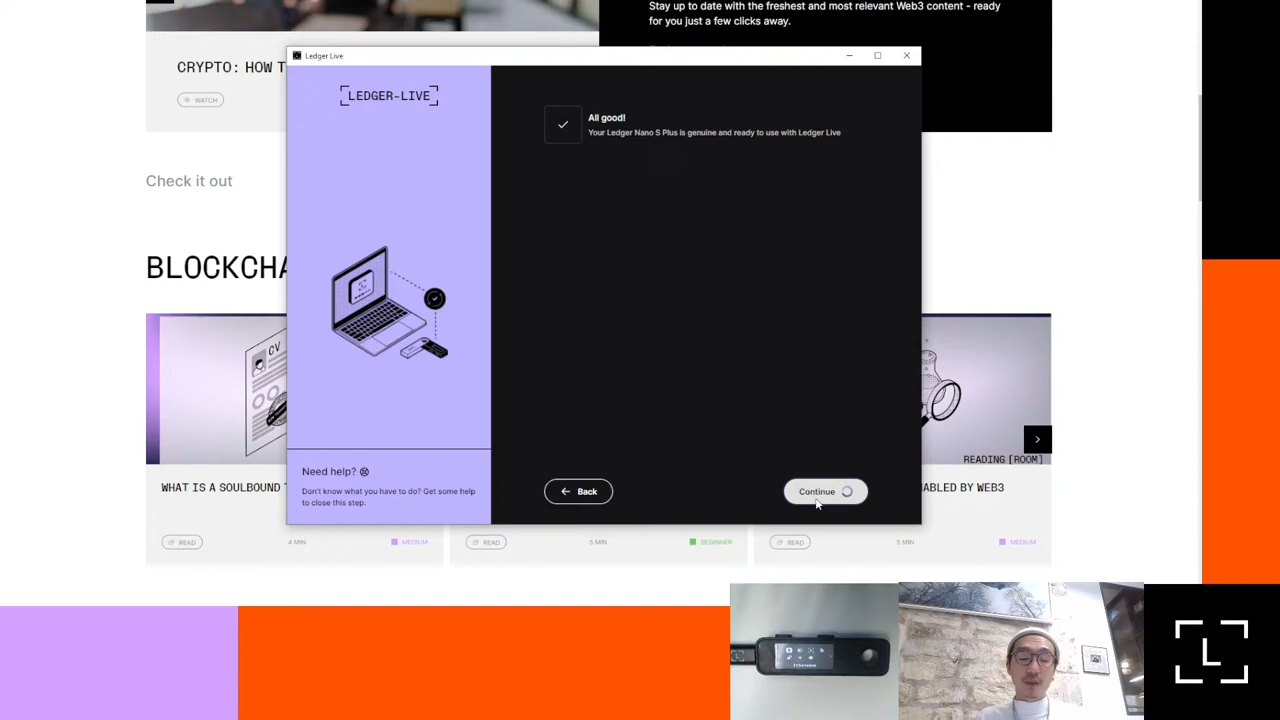 Stay up to date with the freshest and most relevant Web3 content - ready
for you just a few clicks away.
CRYPTO: HOW T
WATCH
Check it out
BLOCKCHA
Ledger Live
LEDGER-LIVE
All good!
Your Ledger Nano S Plus is genuine and ready to use with Ledger Live
Need help?
Don't know what you have to do? Get some help
to close this step.
Back
Continue
CV
READING [ROOM]
WHAT IS A SOULBOUND T
ABLED BY WEB3
READ
4 MIN
MEDIUM
READ
5 MIN
BEGINNER
READ
MEDIUM
Ethereum
L